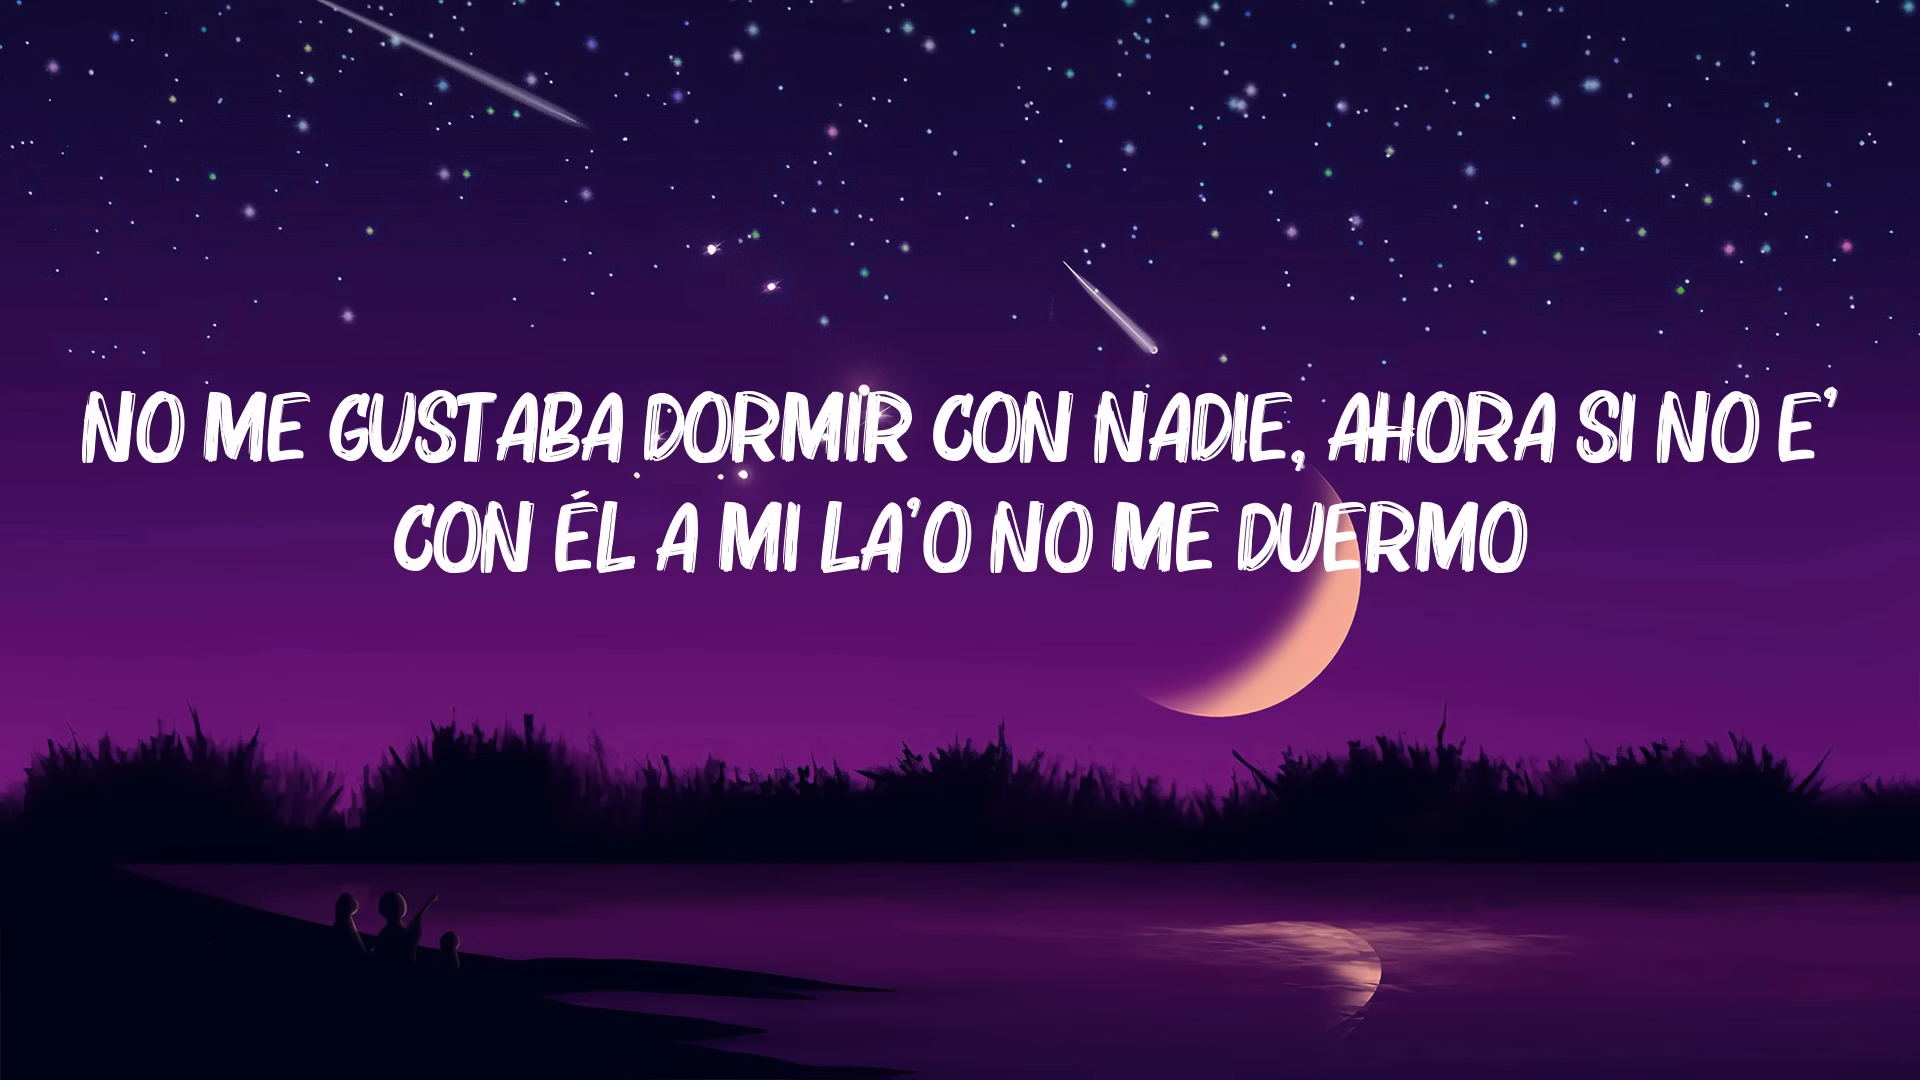 NO ME GUSTABA DORMIR CON NADIE, AHORA SI NO E'
CON ÉL A MI LA'O NO ME DUERMO